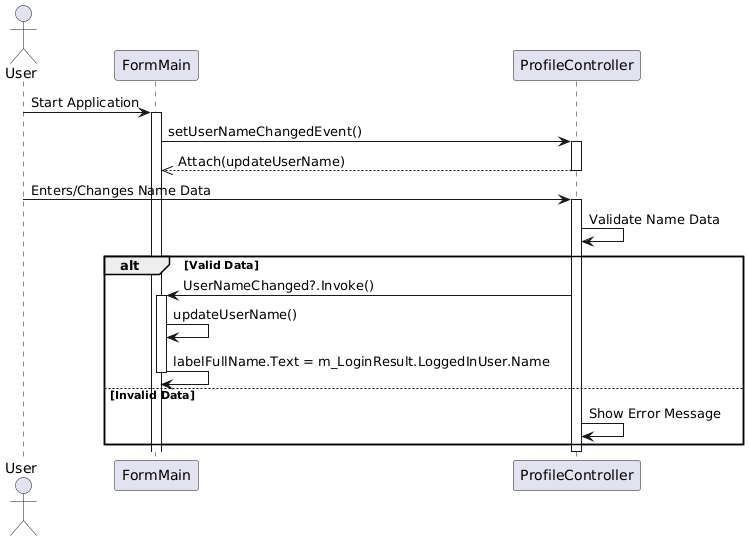 User
FormMain
ProfileController
Start Application
setUserNameChangedEvent()
Attach(updateUserName)
Enters/Changes Name Data
Validate Name Data
alt
[Valid Data]
UserNameChanged?.Invoke()
updateUserName()
labelFullName.Text = m_LoginResult.LoggedInUser.Name
[Invalid Data]
Show Error Message
User
FormMain
ProfileController